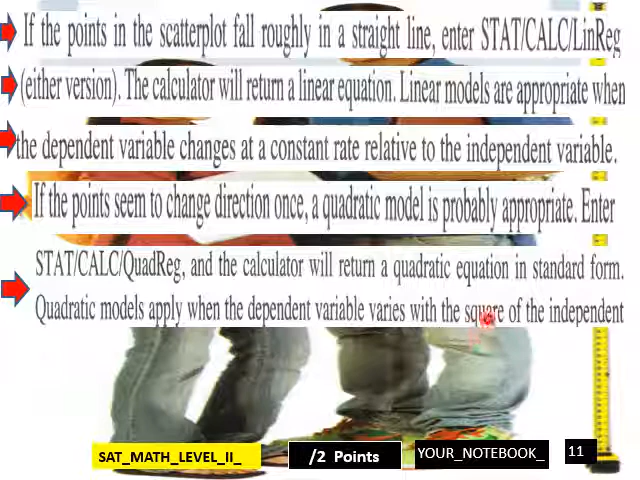 If the points in the scatterplot fall roughly in a straight line, enter STAT/CALC/LinReg
(either version). The calculator will return a linear equation. Linear models are appropriate when
the dependent variable changes at a constant rate relative to the independent variable.
If the points seem to change direction once, a quadratic model is probably appropriate. Enter
STAT/CALC/QuadReg, and the calculator will return a quadratic equation in standard form.
Quadratic models apply when the dependent variable varies with the square of the independent
SAT_MATH_LEVEL_II_
/2 Points
YOUR_NOTEBOOK_
11